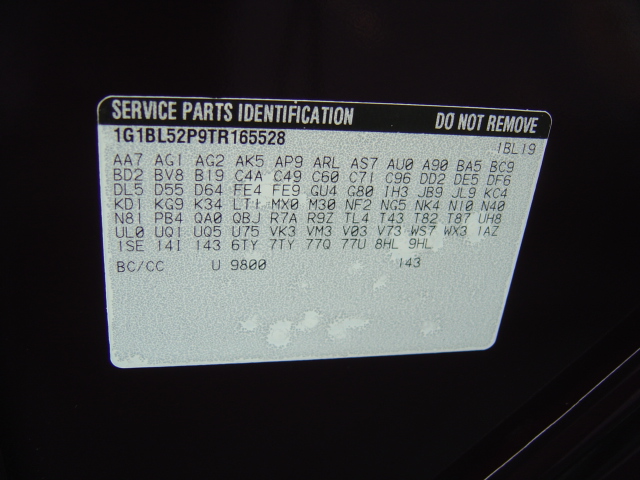 SERVICE PARTS IDENTIFICATION DO NOT REMOVE
1G1BL52P9TR165528 1BL19
AA7 AG1 AG2 AK5 AP9 ARL AS7 AU0 A90 BA5 BC9
BD2 BV8 B19 C4A C49 C60 C71 C96 DD2 DE5 DF6
DL5 D55 D64 FE4 FE9 GU4 G80 IH3 JB9 JL9 KC4
KD1 KG9 K34 LT1 MX0 M30 NF2 NG5 NK4 N10 N40
N81 PB4 QA0 QBJ R7A R9Z TL4 T43 T82 T87 UH8
UL0 UQ1 UQ5 U75 VK3 VM3 V03 V73 WS7 WX3 1AZ
1SE 14I 143 6TY 7TY 77Q 77U 8HL 9HL
BC/CC U 9800 143